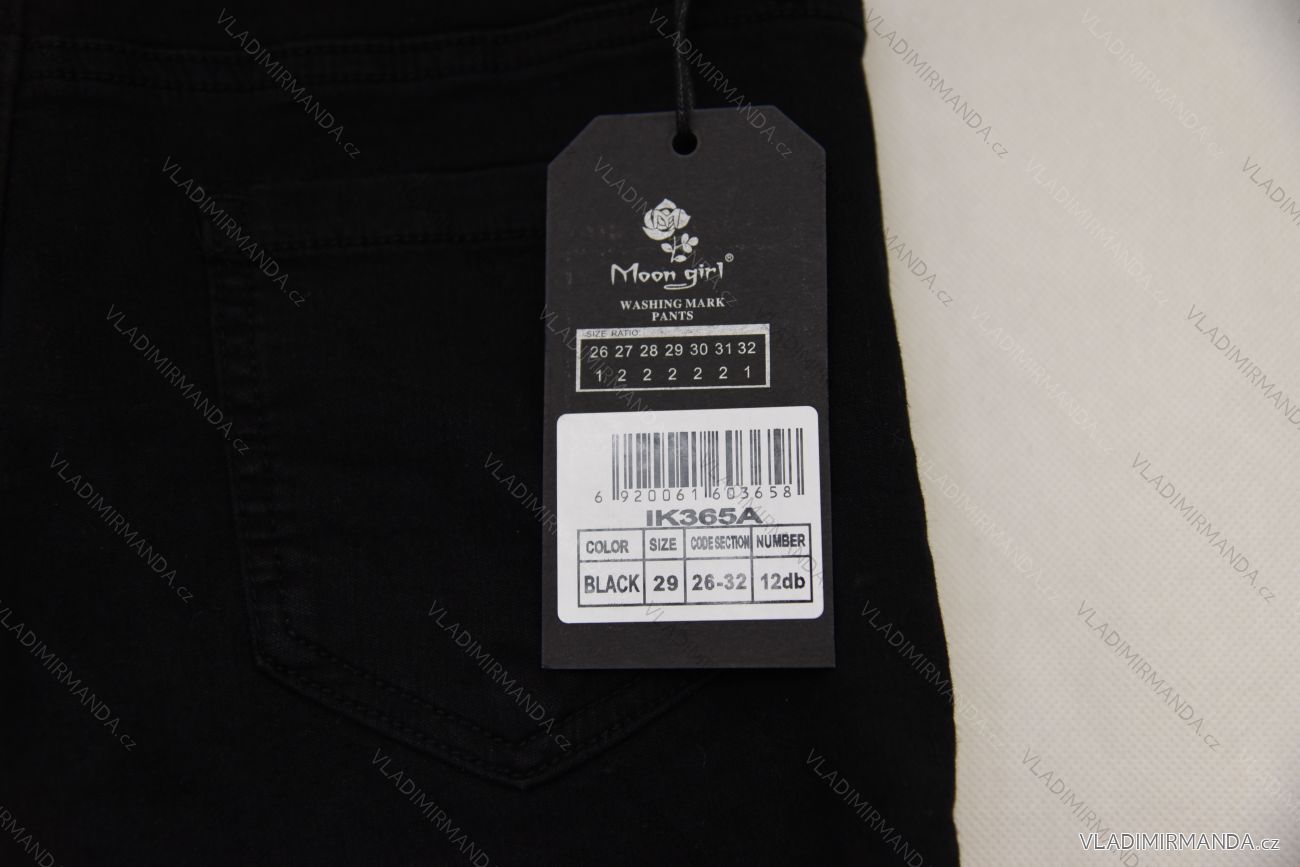 Moon girl®
WASHING MARK
PANTS
SIZE RATIO:
26 27 28 29 30 31 32
1 2 2 2 2 2 1
6 920061 603658
IK365A
COLOR SIZE CODE SECTION NUMBER
BLACK 29 26-32 12db
VLADIMIRMANDA.cz